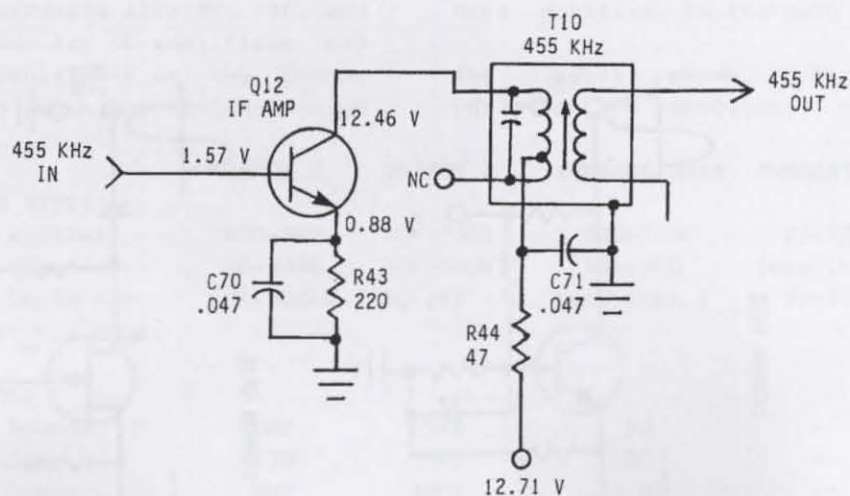 T10
455 KHz
Q12
IF AMP
12.46 V
455 KHz
OUT
455 KHz
IN
1.57 V
NC
0.88 V
C70
.047
R43
220
C71
.047
R44
47
12.71 V